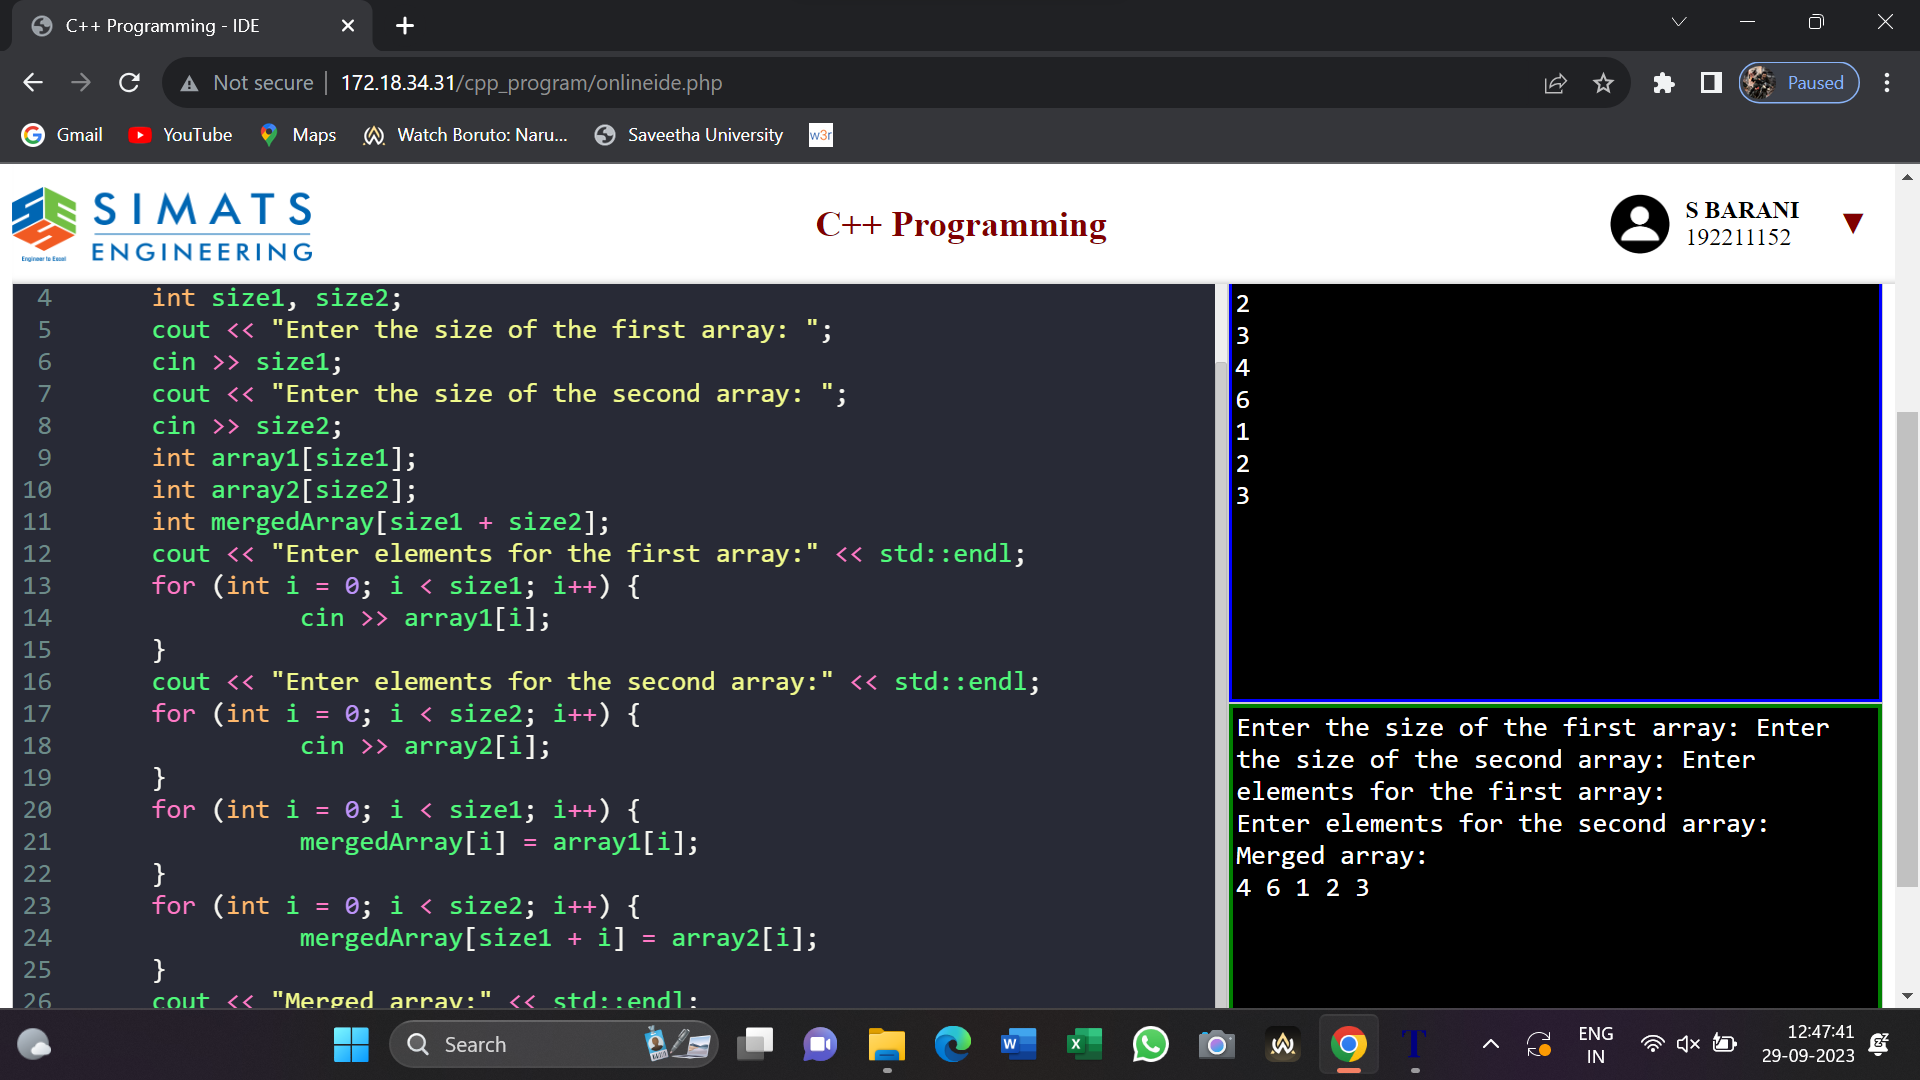 C++ Programming - IDE
Not secure | 172.18.34.31/cpp_program/onlineide.php
Paused
Gmail
YouTube
Maps
Watch Boruto: Naru...
Saveetha University
w3r
SIMATS
ENGINEERING
Engineer to Excel
C++ Programming
S BARANI
192211152
4 int size1, size2;
5 cout << "Enter the size of the first array: ";
6 cin >> size1;
7 cout << "Enter the size of the second array: ";
8 cin >> size2;
9 int array1[size1];
10 int array2[size2];
11 int mergedArray[size1 + size2];
12 cout << "Enter elements for the first array:" << std::endl;
13 for (int i = 0; i < size1; i++) {
14 cin >> array1[i];
15 }
16 cout << "Enter elements for the second array:" << std::endl;
17 for (int i = 0; i < size2; i++) {
18 cin >> array2[i];
19 }
20 for (int i = 0; i < size1; i++) {
21 mergedArray[i] = array1[i];
22 }
23 for (int i = 0; i < size2; i++) {
24 mergedArray[size1 + i] = array2[i];
25 }
26 cout << "Merged array:" << std::endl;
2
3
4
6
1
2
3
Enter the size of the first array: Enter
the size of the second array: Enter
elements for the first array:
Enter elements for the second array:
Merged array:
4 6 1 2 3
Search
ENG
IN
12:47:41
29-09-2023